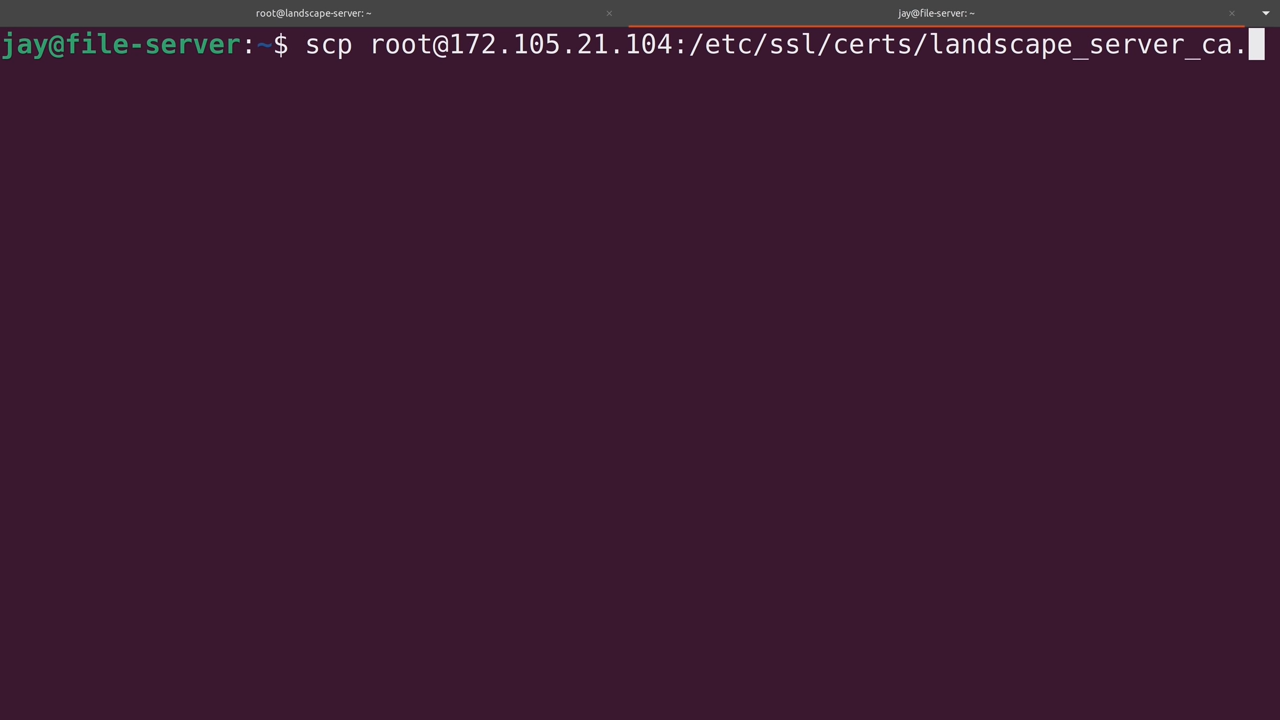 root@landscape-server: ~ × jay@file-server: ~ ×
jay@file-server:~$ scp root@172.105.21.104:/etc/ssl/certs/landscape_server_ca.